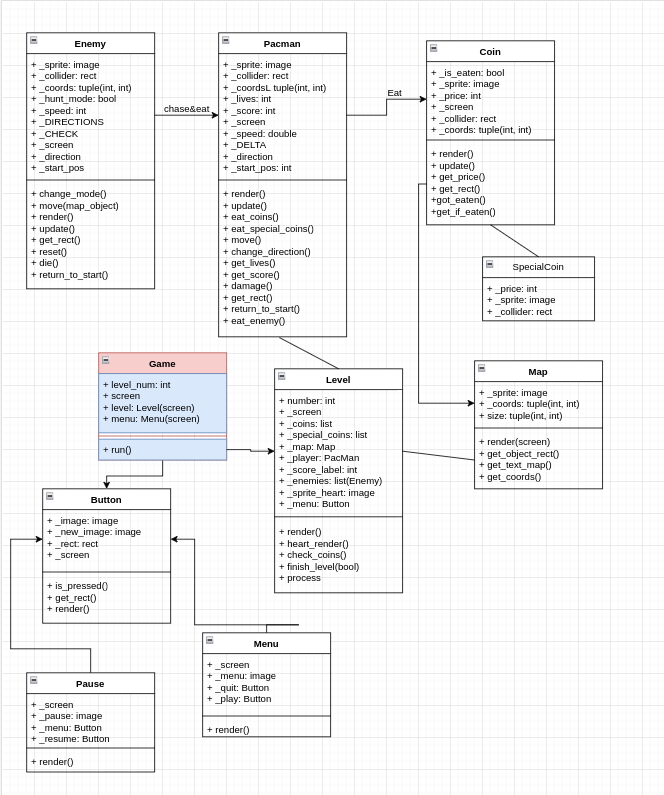 Enemy
+ _sprite: image
+ _collider: rect
+ _coords: tuple(int, int)
+ _hunt_mode: bool
+ _speed: int
+ _DIRECTIONS
+ _CHECK
+ _screen
+ _direction
+ _start_pos
+ change_mode()
+ move(map_object)
+ render()
+ update()
+ get_rect()
+ reset()
+ die()
+ return_to_start()
chase&eat
Pacman
+ _sprite: image
+ _collider: rect
+ _coordsL tuple(int, int)
+ _lives: int
+ _score: int
+ _screen
+ _speed: double
+ _DELTA
+ _direction
+ _start_pos: int
+ render()
+ update()
+ eat_coins()
+ eat_special_coins()
+ move()
+ change_direction()
+ get_lives()
+ get_score()
+ damage()
+ get_rect()
+ return_to_start()
+ eat_enemy()
Eat
Coin
+ _is_eaten: bool
+ _sprite: image
+ _price: int
+ _screen
+ _collider: rect
+ _coords: tuple(int, int)
+ render()
+ update()
+ get_price()
+ get_rect()
+got_eaten()
+get_if_eaten()
SpecialCoin
+ _price: int
+ _sprite: image
+ _collider: rect
Game
+ level_num: int
+ screen
+ level: Level(screen)
+ menu: Menu(screen)
+ run()
Level
+ number: int
+ _screen
+ _coins: list
+ _special_coins: list
+ _map: Map
+ _player: PacMan
+ _score_label: int
+ _enemies: list(Enemy)
+ _sprite_heart: image
+ _menu: Button
+ render()
+ heart_render()
+ check_coins()
+ finish_level(bool)
+ process
Map
+ _sprite: image
+ _coords: tuple(int, int)
+ size: tuple(int, int)
+ render(screen)
+ get_object_rect()
+ get_text_map()
+ get_coords()
Button
+ _image: image
+ _new_image: image
+ _rect: rect
+ _screen
+ is_pressed()
+ get_rect()
+ render()
Menu
+ _screen
+ _menu: image
+ _quit: Button
+ _play: Button
+ render()
Pause
+ _screen
+ _pause: image
+ _menu: Button
+ _resume: Button
+ render()